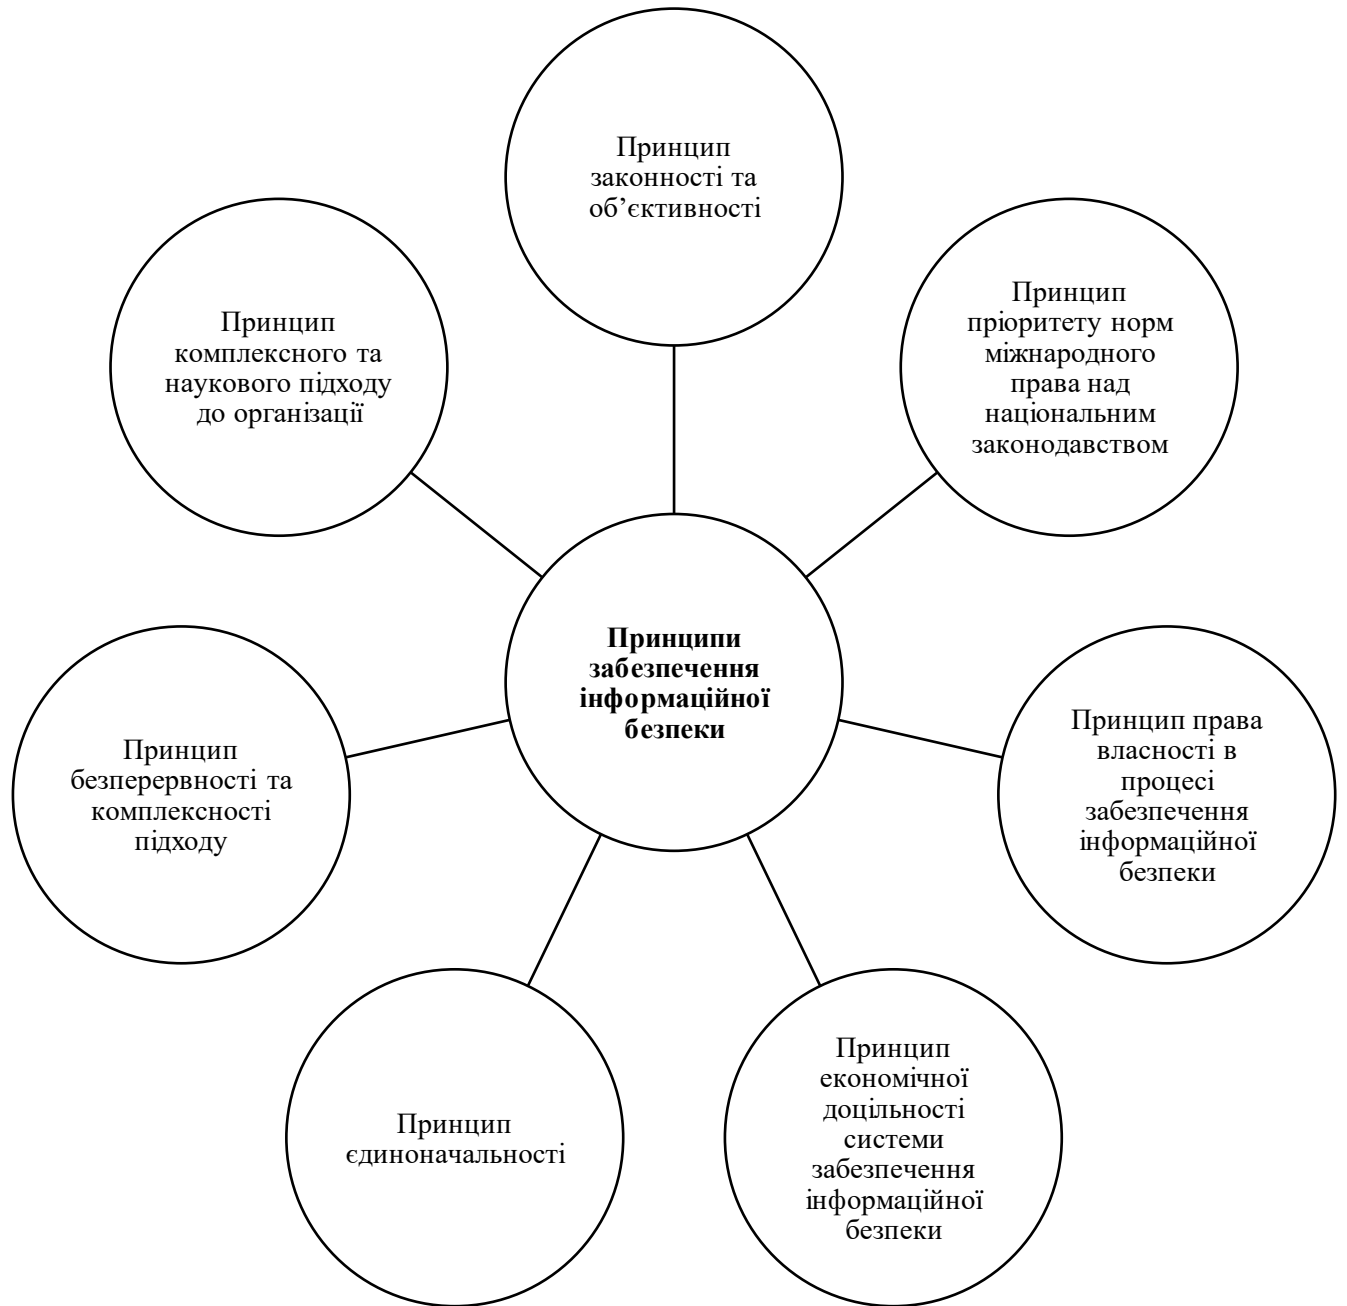 Принцип
законності та
об’єктивності
Принцип
пріоритету норм
міжнародного
права над
національним
законодавством
Принцип права
власності в
процесі
забезпечення
інформаційної
безпеки
Принцип
економічної
доцільності
системи
забезпечення
інформаційної
безпеки
Принцип
єдиноначальності
Принцип
безперервності та
комплексності
підходу
Принцип
комплексного та
наукового підходу
до організації
Принципи
забезпечення
інформаційної
безпеки